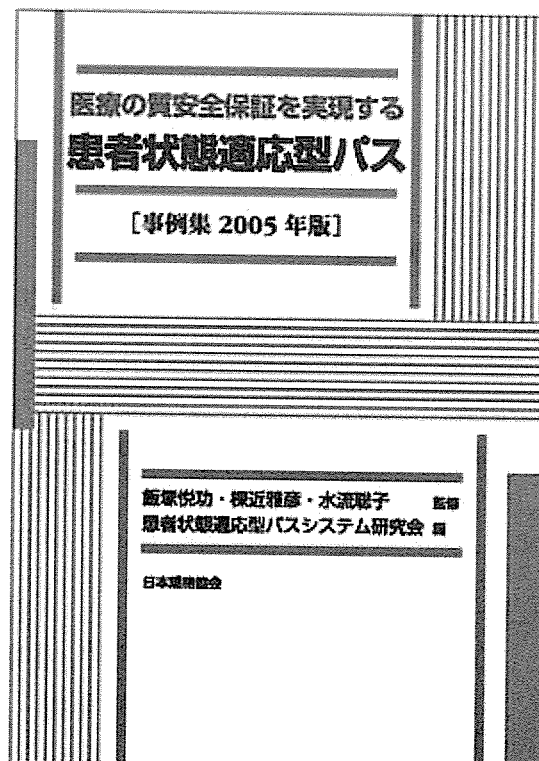 医療の質安全保証を実現する
患者状態適応型パス
［事例集 2005 年版］
飯塚悦功・棟近雅彦・水流聡子 監修
患者状態適応型パスシステム研究会 編
日本規格協会